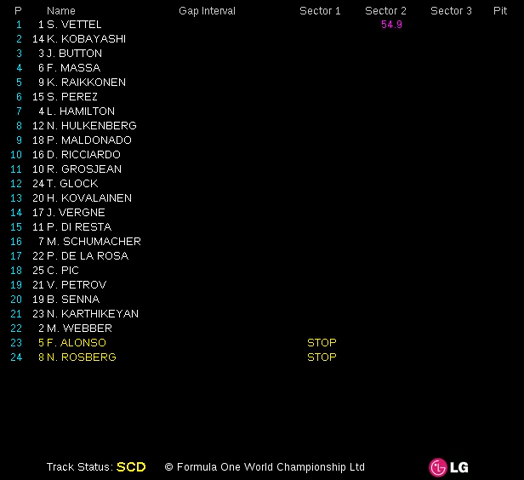 P Name Gap Interval Sector 1 Sector 2 Sector 3 Pit
1 1 S. VETTEL 54.9
2 14 K. KOBAYASHI
3 3 J. BUTTON
4 6 F. MASSA
5 9 K. RAIKKONEN
6 15 S. PEREZ
7 4 L. HAMILTON
8 12 N. HULKENBERG
9 18 P. MALDONADO
10 16 D. RICCIARDO
11 10 R. GROSJEAN
12 24 T. GLOCK
13 20 H. KOVALAINEN
14 17 J. VERGNE
15 11 P. DI RESTA
16 7 M. SCHUMACHER
17 22 P. DE LA ROSA
18 25 C. PIC
19 21 V. PETROV
20 19 B. SENNA
21 23 N. KARTHIKEYAN
22 2 M. WEBBER
23 5 F. ALONSO STOP
24 8 N. ROSBERG STOP
Track Status: SCD © Formula One World Championship Ltd LG